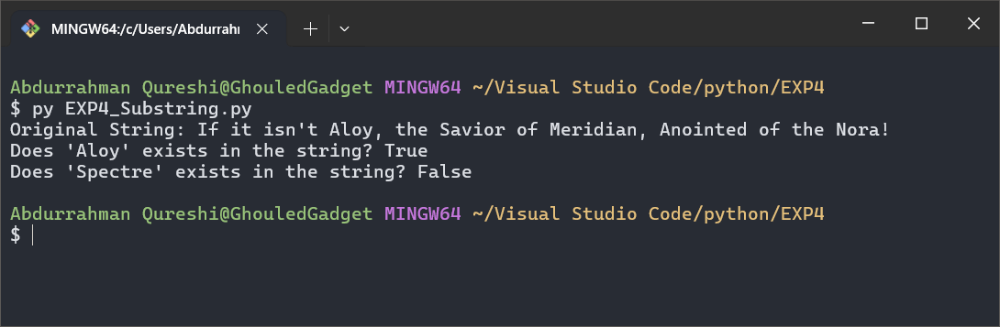 MINGW64:/c/Users/Abdurrahr
Abdurrahman Qureshi@GhouledGadget MINGW64 ~/Visual Studio Code/python/EXP4
$ py EXP4_Substring.py
Original String: If it isn't Aloy, the Savior of Meridian, Anointed of the Nora!
Does 'Aloy' exists in the string? True
Does 'Spectre' exists in the string? False
Abdurrahman Qureshi@GhouledGadget MINGW64 ~/Visual Studio Code/python/EXP4
$